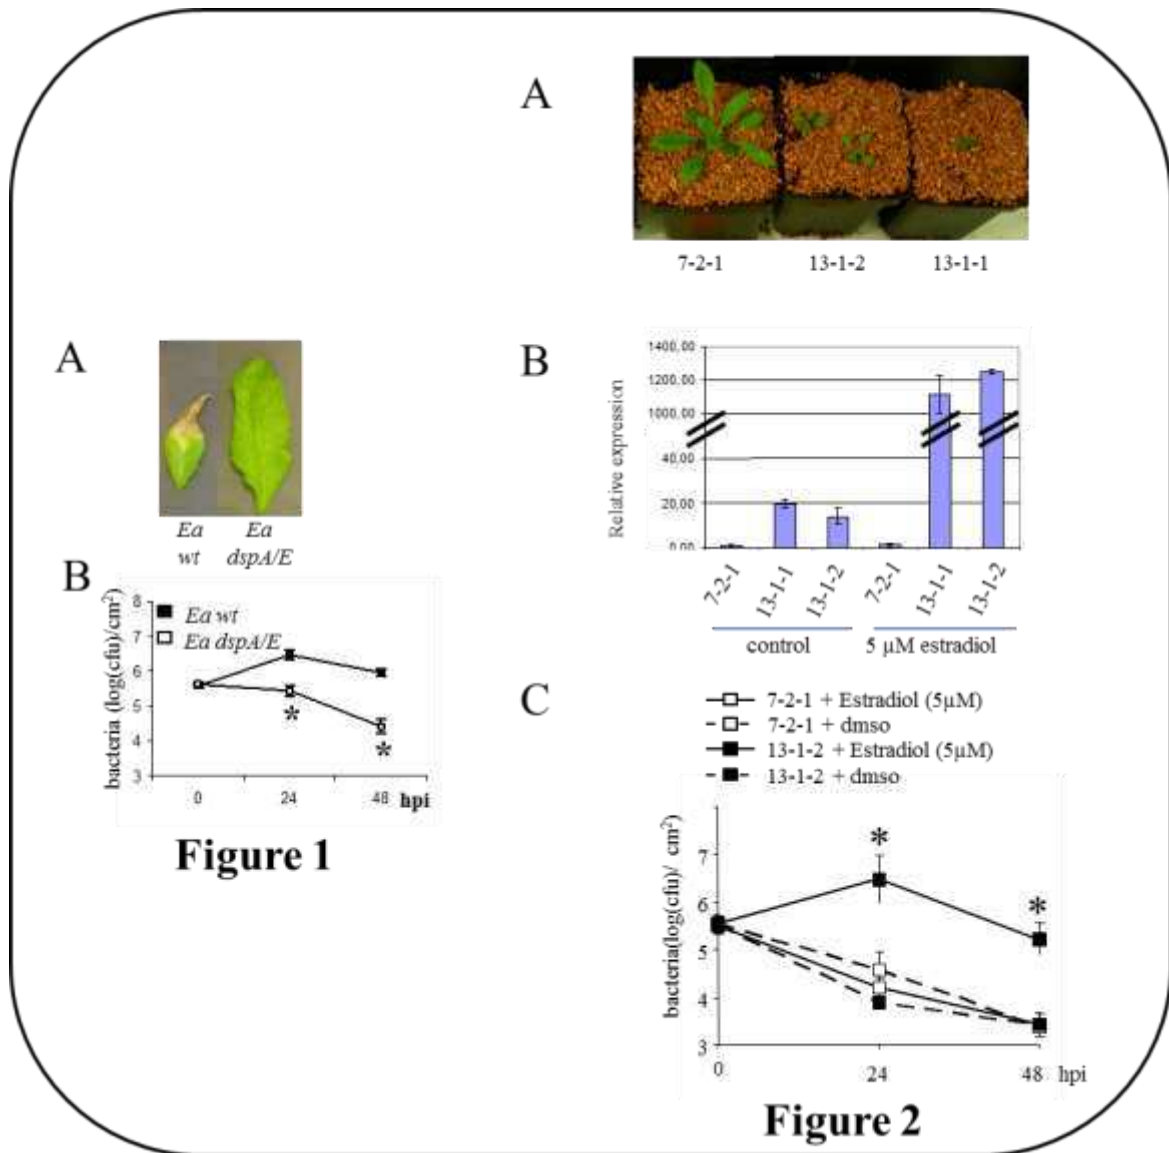 A
Ea
wt
Ea
dspA/E
B
bacteria (log(cfu)/cm²)
8
7
6
5
4
3
Ea wt
Ea dspA/E
*
*
0
24
48
hpi
Figure 1
A
7-2-1
13-1-2
13-1-1
B
Relative expression
1400,00
1200,00
1000,00
40,00
20,00
0,00
7-2-1
13-1-1
13-1-2
7-2-1
13-1-1
13-1-2
control
5 µM estradiol
C
7-2-1 + Estradiol (5µM)
7-2-1 + dmso
13-1-2 + Estradiol (5µM)
13-1-2 + dmso
bacteria(log(cfu)/ cm²)
7
6
5
4
3
*
*
0
24
48
hpi
Figure 2